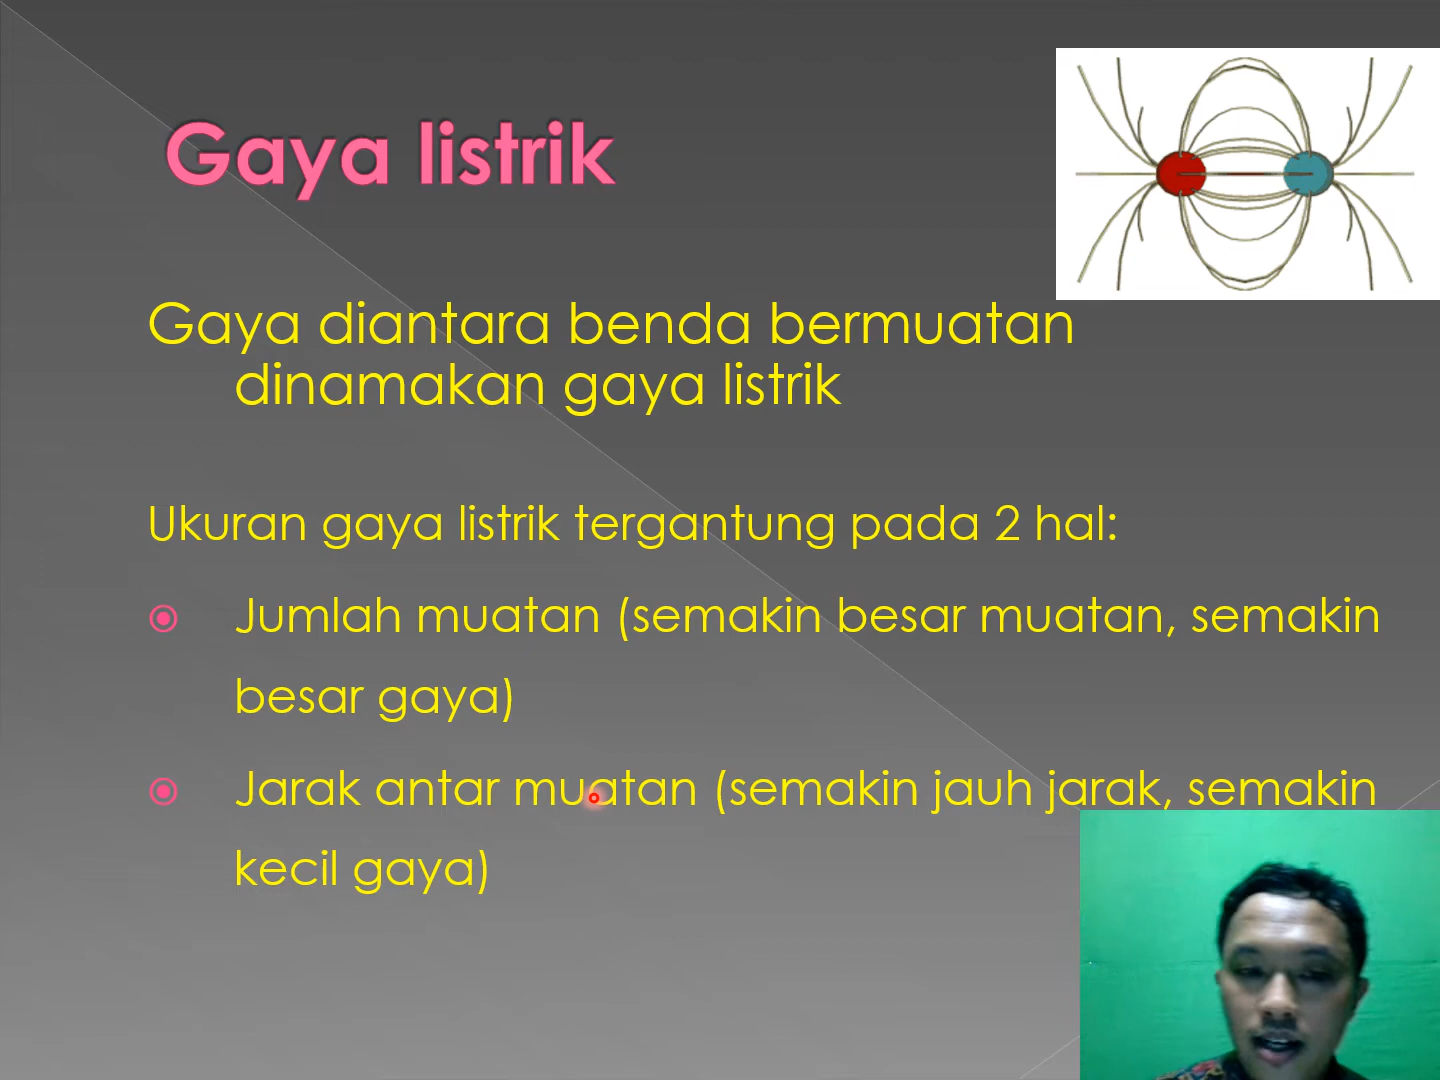 Gaya listrik
Gaya diantara benda bermuatan
dinamakan gaya listrik
Ukuran gaya listrik tergantung pada 2 hal:
Jumlah muatan (semakin besar muatan, semakin
besar gaya)
Jarak antar muatan (semakin jauh jarak, semakin
kecil gaya)